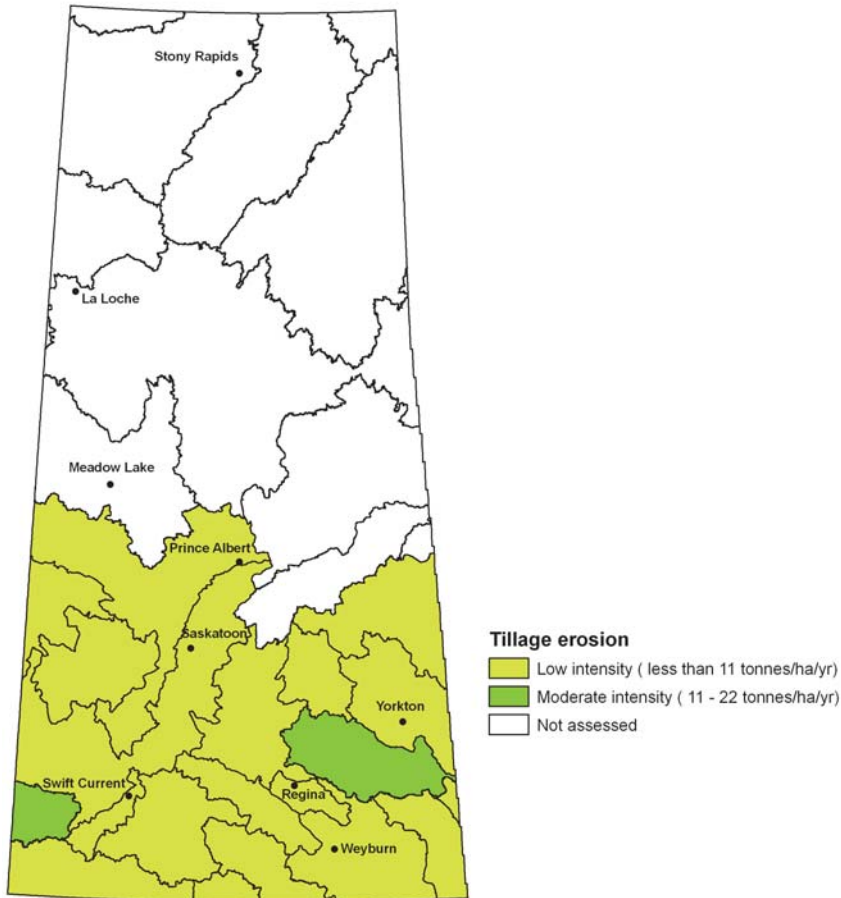 Stony Rapids
La Loche
Meadow Lake
Prince Albert
Saskatoon
Tillage erosion
Low intensity ( less than 11 tonnes/ha/yr)
Moderate intensity ( 11 - 22 tonnes/ha/yr)
Not assessed
Yorkton
Swift Current
Regina
Weyburn